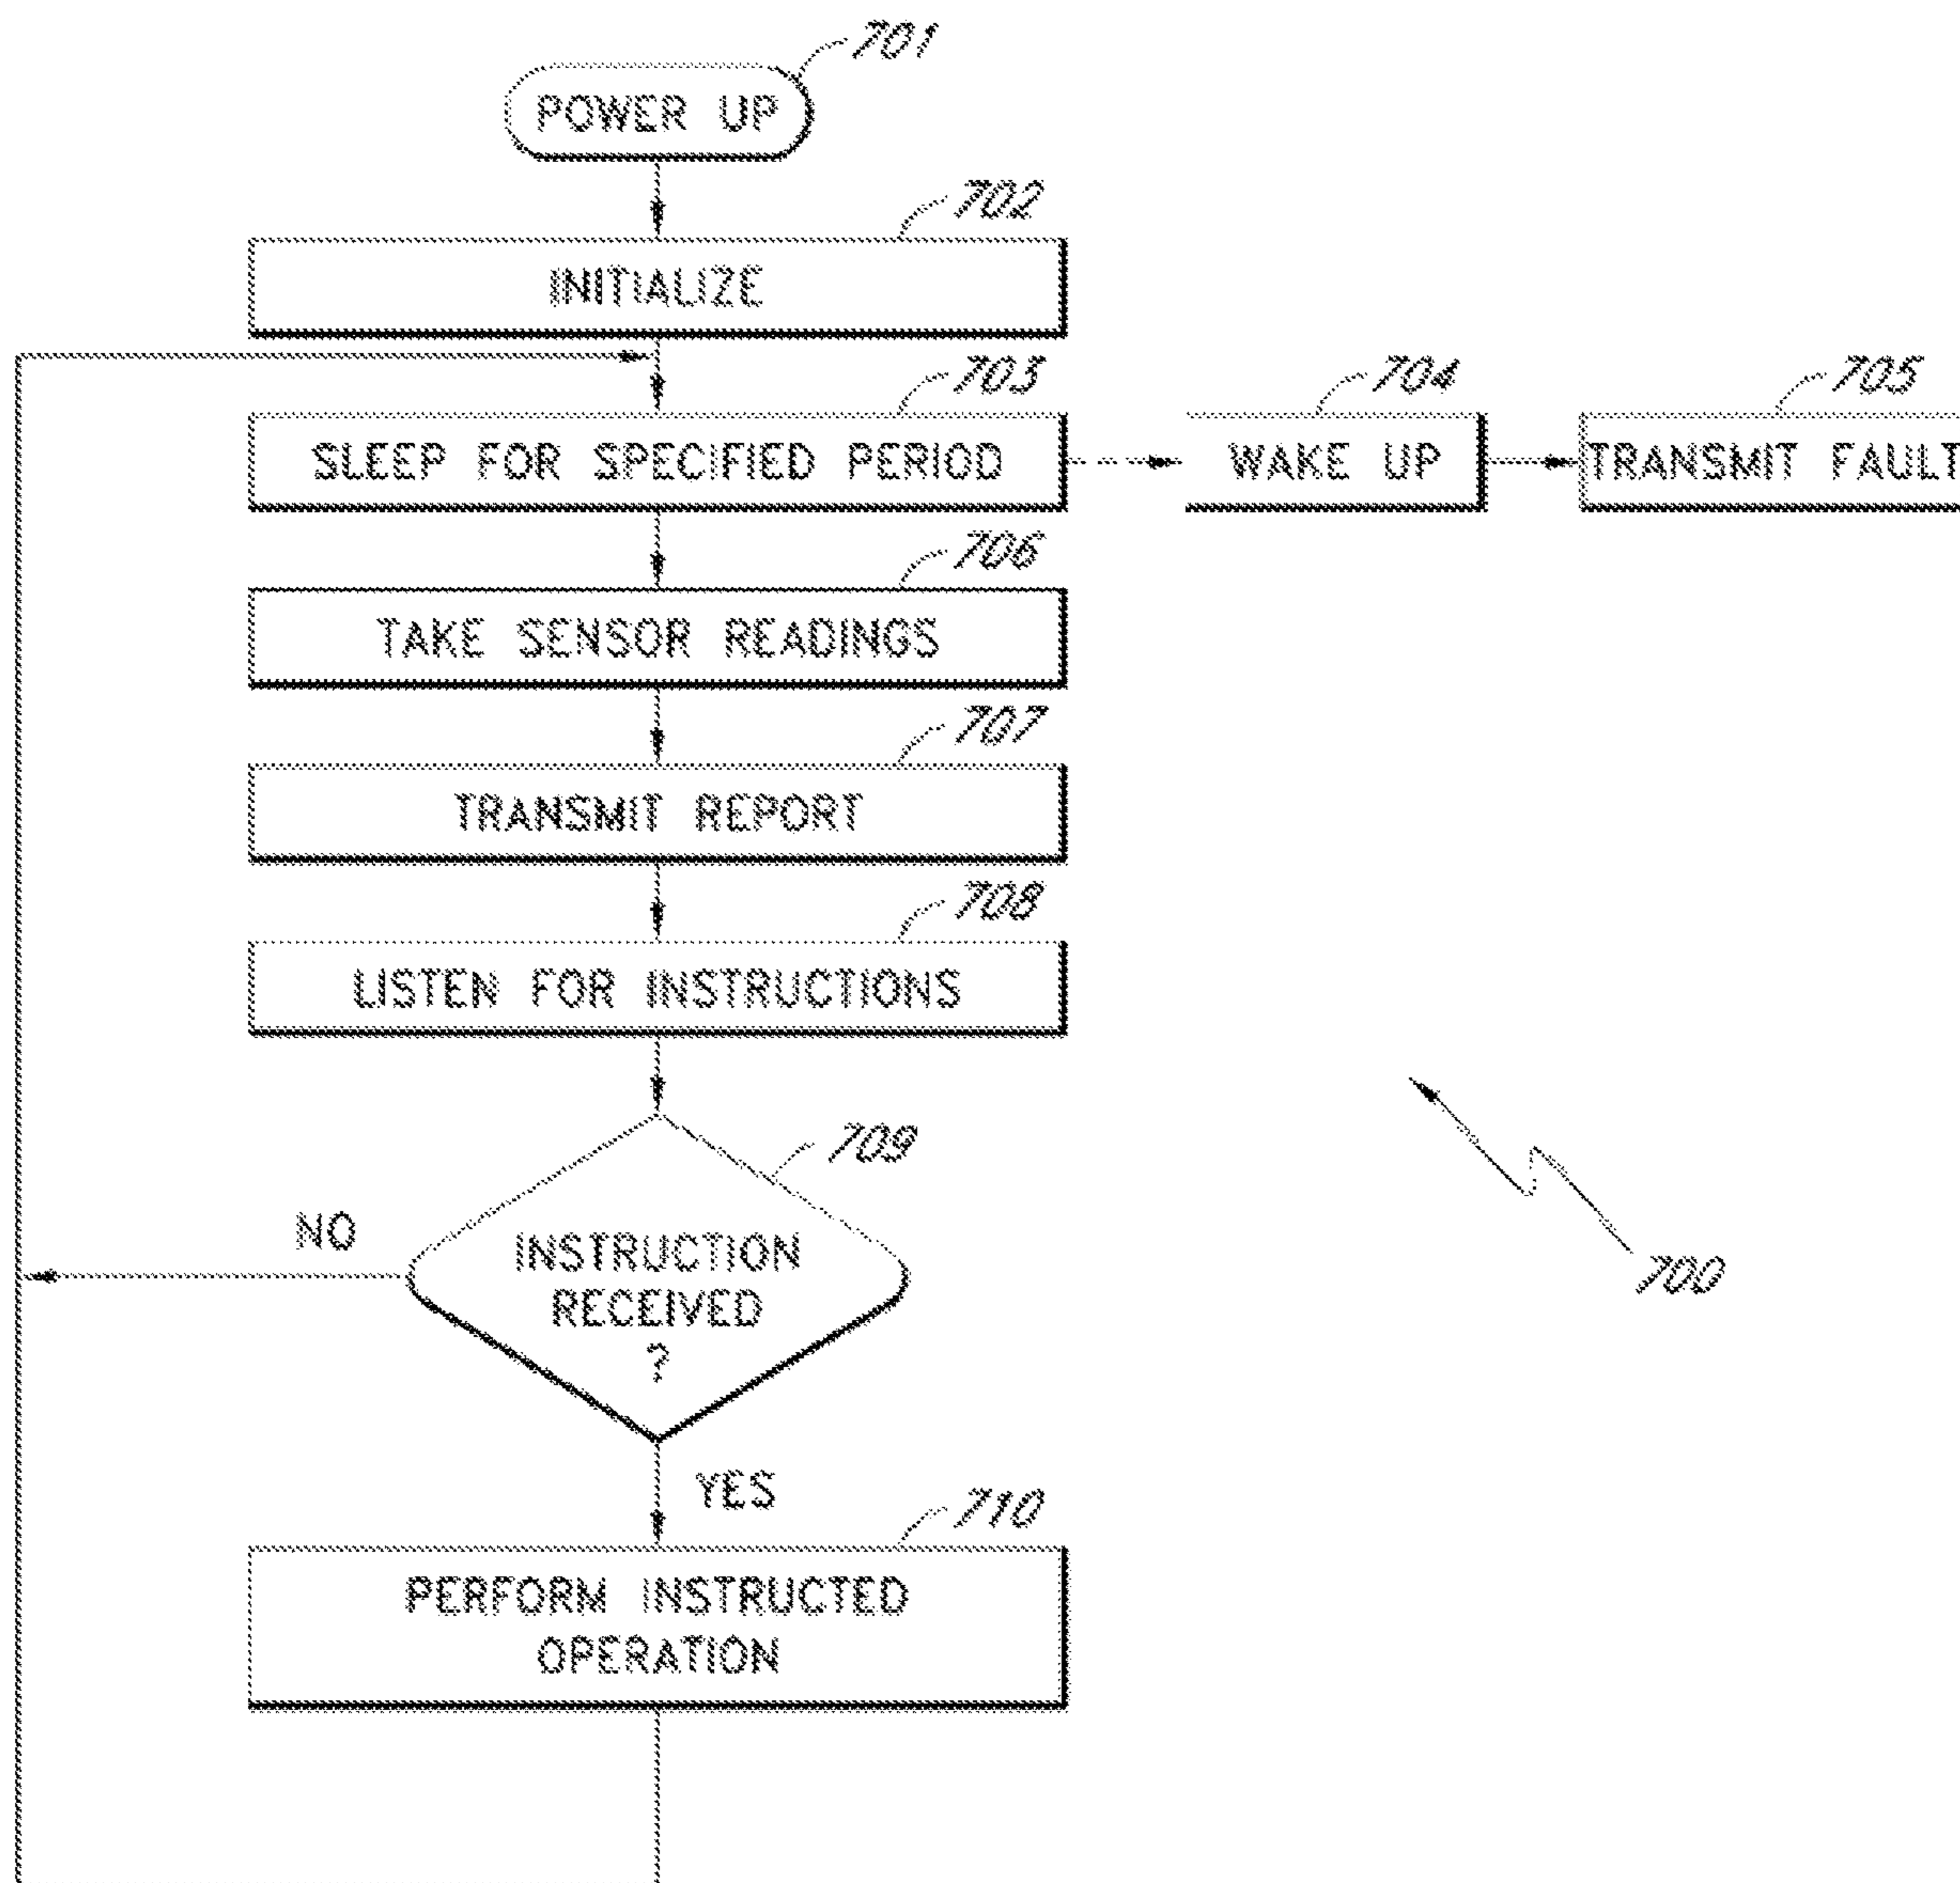 701
POWER UP
702
INITIALIZE
703
SLEEP FOR SPECIFIED PERIOD
704
WAKE UP
705
TRANSMIT FAULT
706
TAKE SENSOR READINGS
707
TRANSMIT REPORT
708
LISTEN FOR INSTRUCTIONS
709
INSTRUCTION
RECEIVED
?
NO
700
YES
710
PERFORM INSTRUCTED
OPERATION